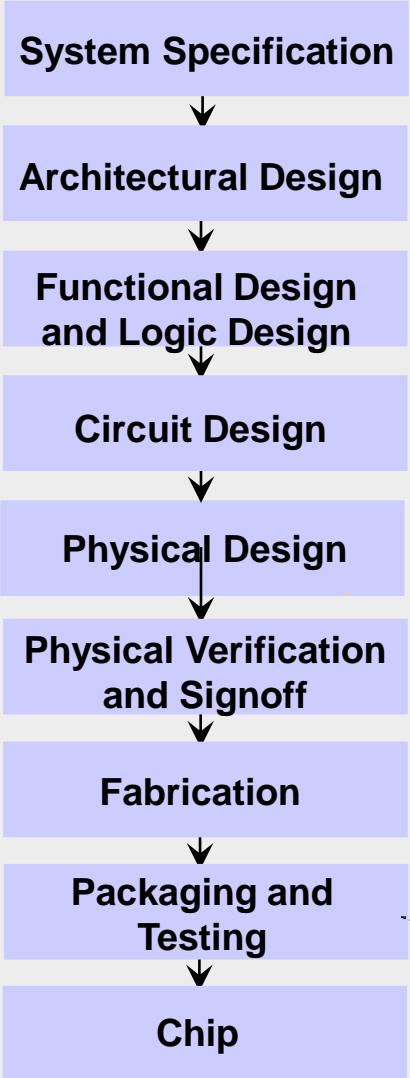 System Specification
Architectural Design
Functional Design
and Logic Design
Circuit Design
Physical Design
Physical Verification
and Signoff
Fabrication
Packaging and
Testing
Chip